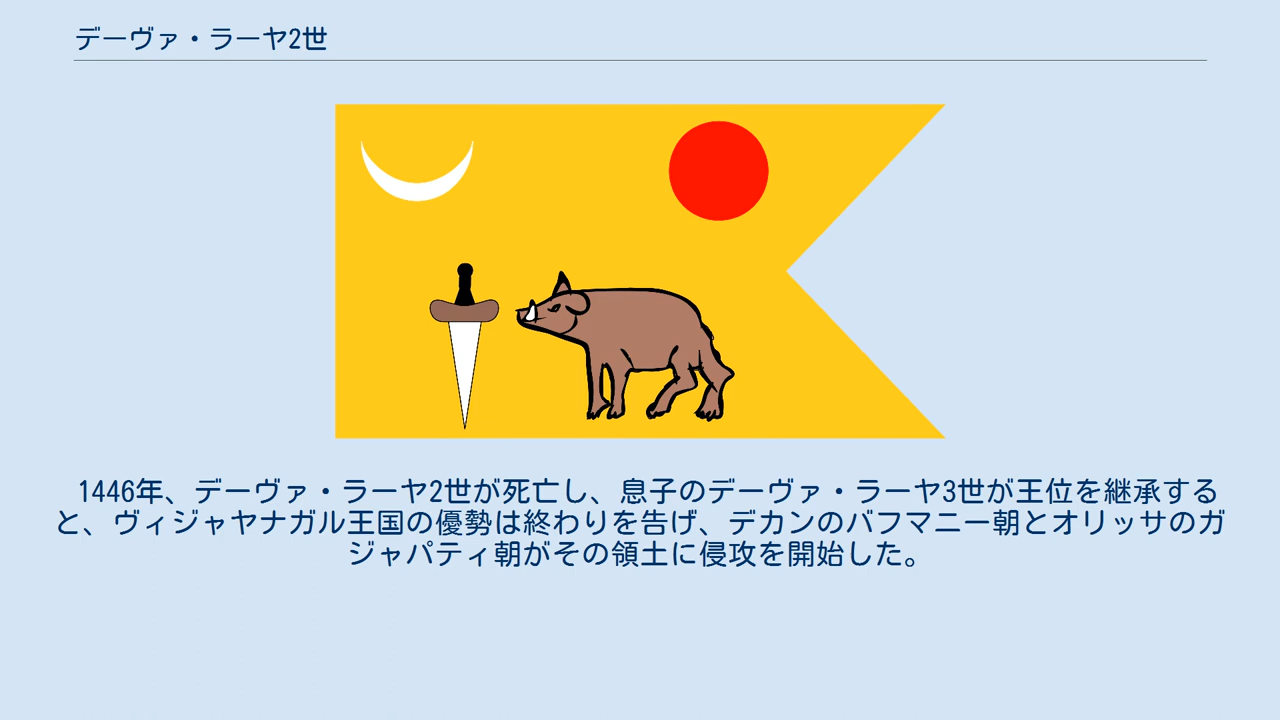 デーヴァ・ラーヤ2世
1446年、デーヴァ・ラーヤ2世が死亡し、息子のデーヴァ・ラーヤ3世が王位を継承する
と、ヴィジャヤナガル王国の優勢は終わりを告げ、デカンのバフマニー朝とオリッサのガ
ジャパティ朝がその領土に侵攻を開始した。